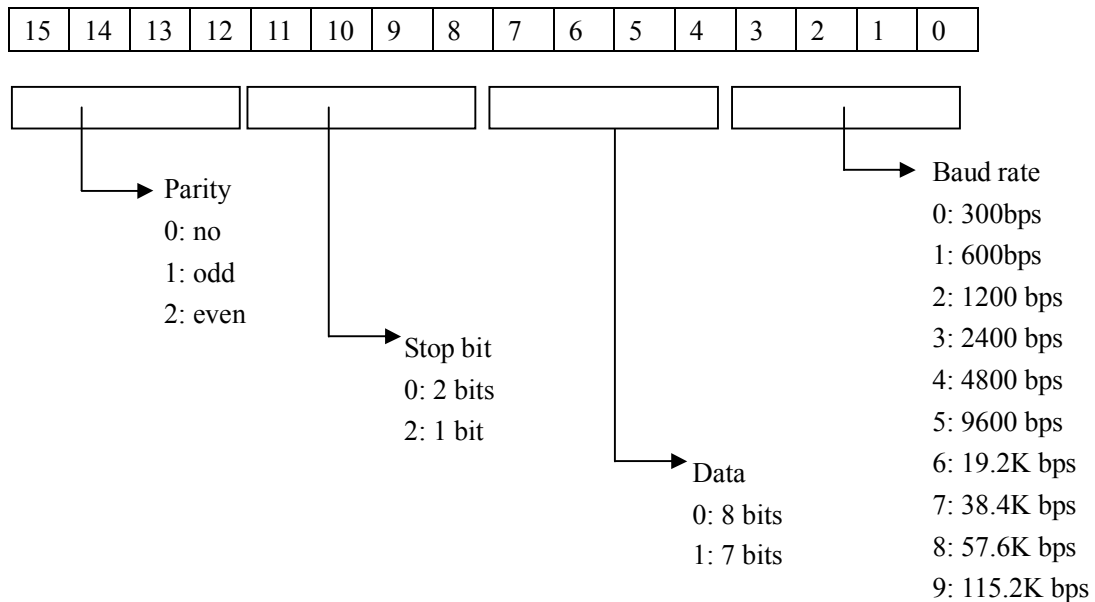 15 14 13 12 11 10 9 8 7 6 5 4 3 2 1 0
Parity
0: no
1: odd
2: even
Stop bit
0: 2 bits
2: 1 bit
Data
0: 8 bits
1: 7 bits
Baud rate
0: 300bps
1: 600bps
2: 1200 bps
3: 2400 bps
4: 4800 bps
5: 9600 bps
6: 19.2K bps
7: 38.4K bps
8: 57.6K bps
9: 115.2K bps